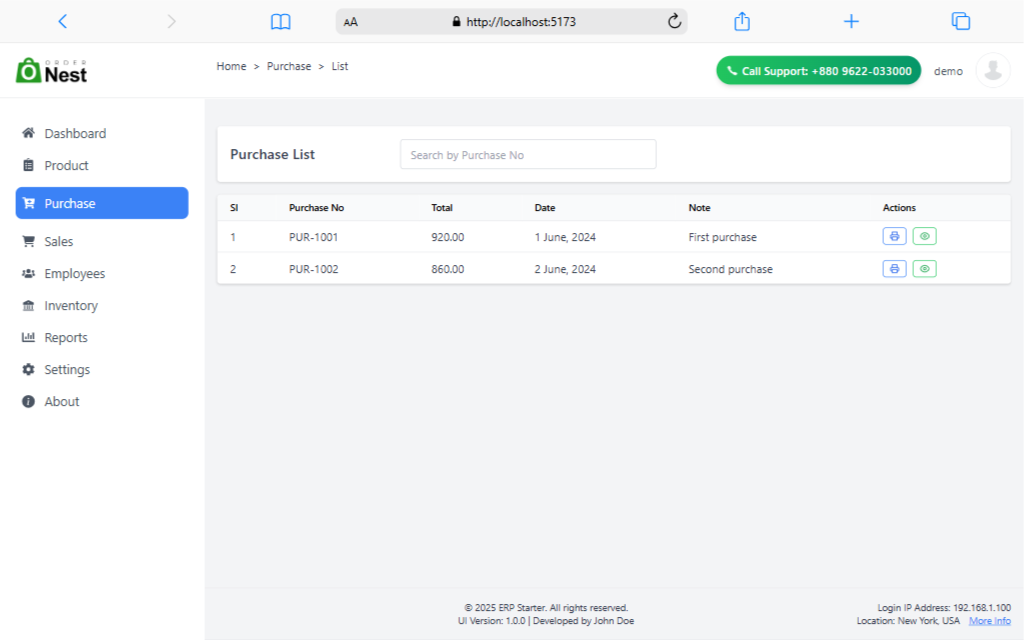 AA
http://localhost:5173
ORDER
Nest
Home > Purchase > List
Call Support: +880 9622-033000
demo
Dashboard
Product
Purchase
Sales
Employees
Inventory
Reports
Settings
About
Purchase List
Search by Purchase No
Sl Purchase No Total Date Note Actions
1 PUR-1001 920.00 1 June, 2024 First purchase
2 PUR-1002 860.00 2 June, 2024 Second purchase
© 2025 ERP Starter. All rights reserved.
UI Version: 1.0.0 | Developed by John Doe
Login IP Address: 192.168.1.100
Location: New York, USA More Info